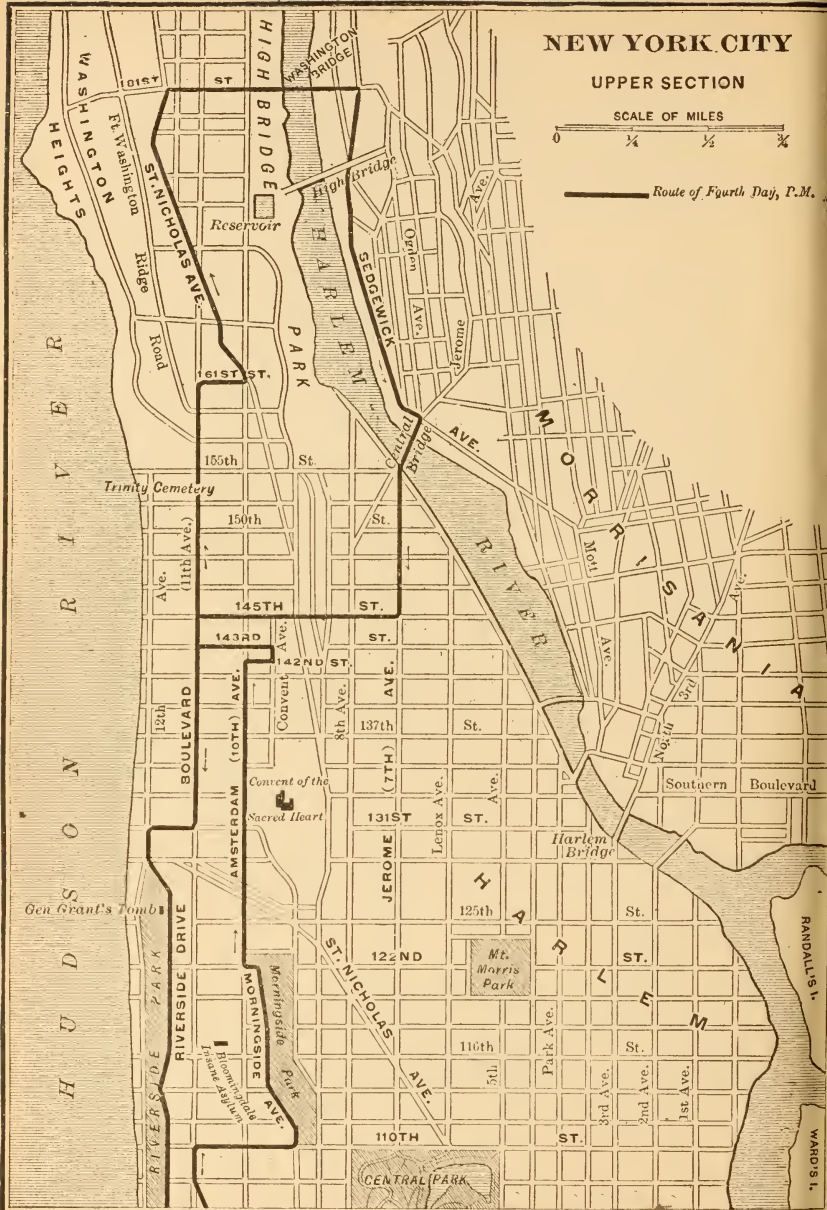 NEW YORK CITY
UPPER SECTION
SCALE OF MILES
0 ¼ ½ ¾
Route of Fourth Day, P.M.
WASHINGTON
HEIGHTS
181ST ST
HIGH BRIDGE
PARK
WASHINGTON
BRIDGE
Ft. Washington
Ridge
Road
ST. NICHOLAS AVE.
High Bridge
Reservoir
HARLEM
RIVER
SEDGEWICK
AVE.
Ogden
Ave.
Jerome
Ave.
161ST ST.
Central
Bridge
MORRISANIA
155th St.
Trinity Cemetery
150th St.
Mott
Ave.
Ave.
(11th Ave.)
145TH ST.
143RD ST.
142ND ST.
Ave.
Convent
12th
BOULEVARD
AMSTERDAM (10TH) AVE.
8th Ave.
JEROME (7TH) AVE.
137th St.
North 3rd
Ave.
Southern Boulevard
Convent of the
Sacred Heart
131ST ST.
Lenox Ave.
Ave.
Harlem
Bridge
HUDSON RIVER
Gen Grant's Tomb
125th St.
HARLEM
RANDALL'S I.
RIVERSIDE DRIVE
RIVERSIDE PARK
ST. NICHOLAS
AVE.
122ND ST.
Mt.
Morris
Park
MORNINGSIDE
AVE.
Morningside
Park
Bloomingdale
Insane Asylum
116th St.
5th
Park Ave.
3rd Ave.
2nd Ave.
1st Ave.
110TH ST.
CENTRAL PARK
WARD'S I.